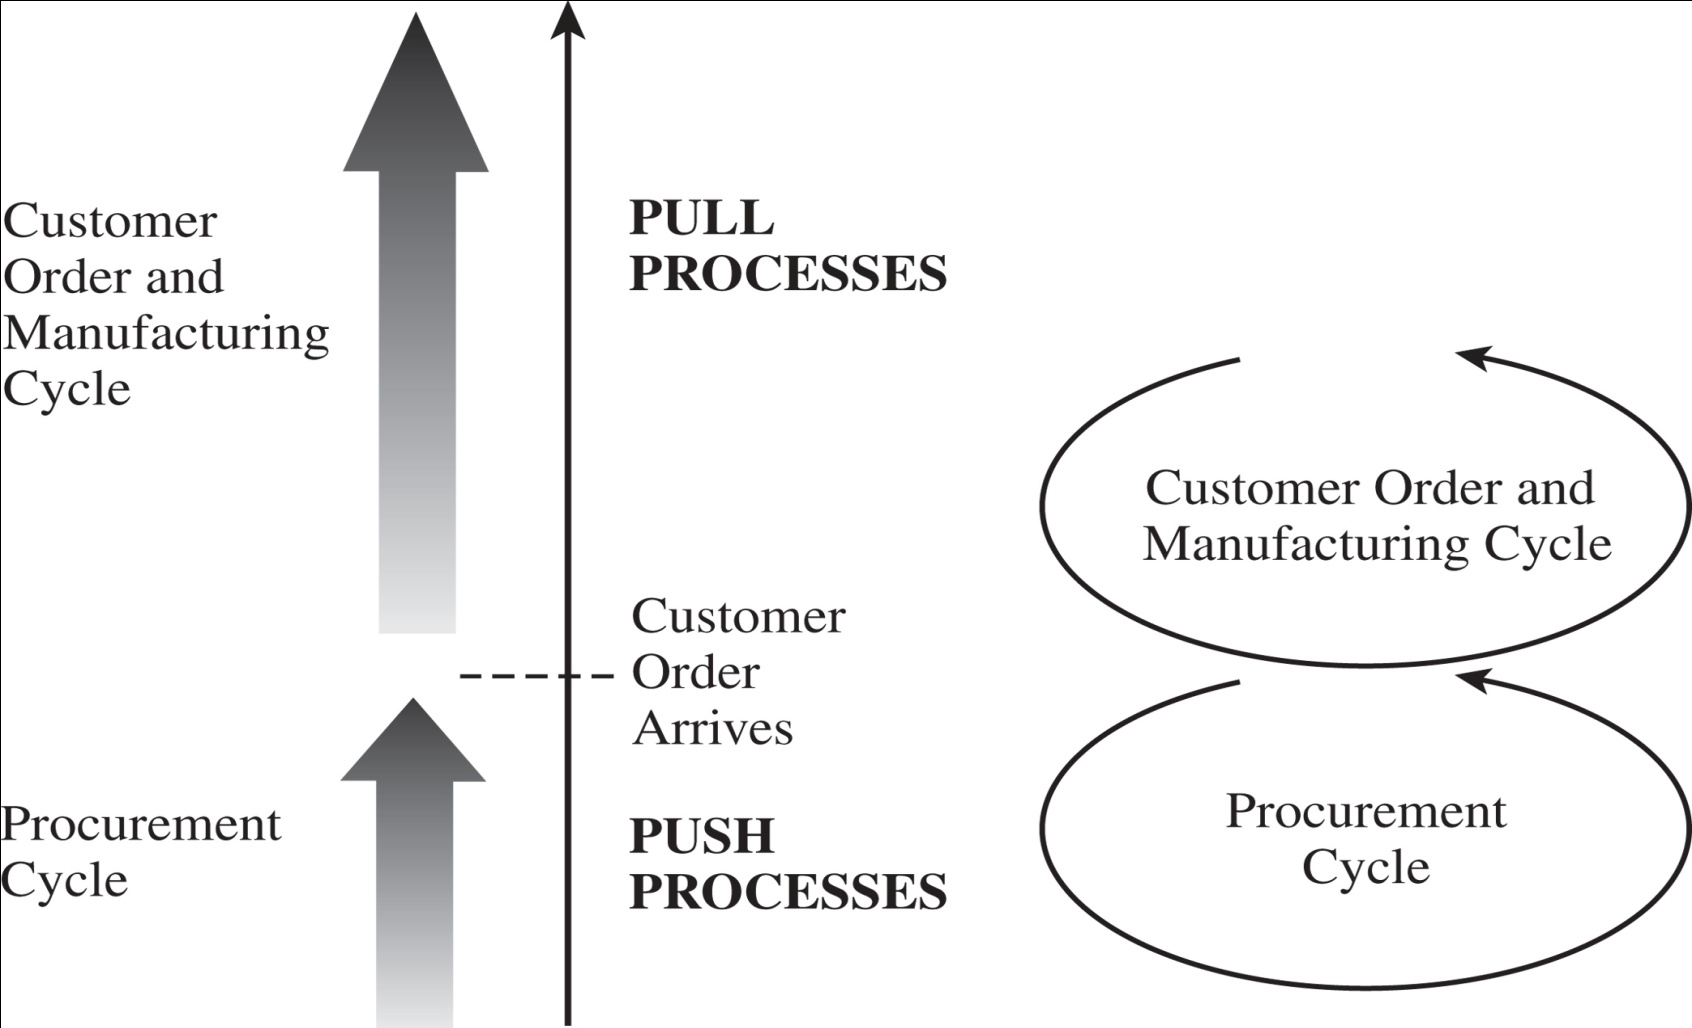 Customer
Order and
Manufacturing
Cycle
PULL
PROCESSES
Customer Order and
Manufacturing Cycle
Customer
Order
Arrives
Procurement
Cycle
PUSH
PROCESSES
Procurement
Cycle